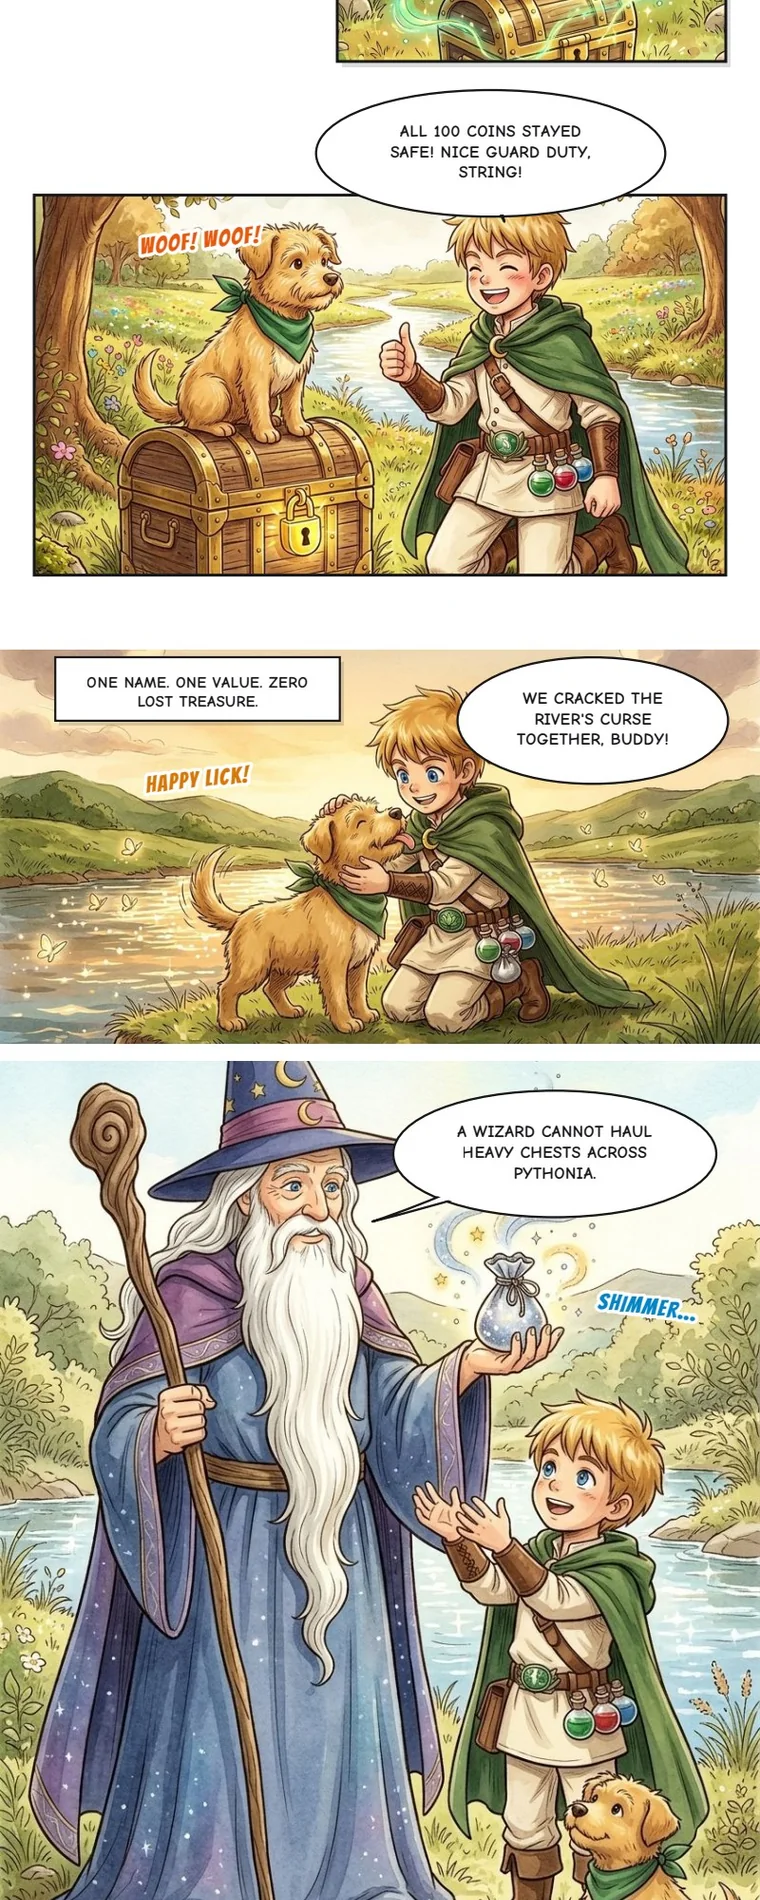 ALL 100 COINS STAYED
SAFE! NICE GUARD DUTY,
STRING!
WOOF! WOOF!
ONE NAME. ONE VALUE. ZERO
LOST TREASURE.
WE CRACKED THE
RIVER'S CURSE
TOGETHER, BUDDY!
HAPPY LICK!
A WIZARD CANNOT HAUL
HEAVY CHESTS ACROSS
PYTHONIA.
SHIMMER...